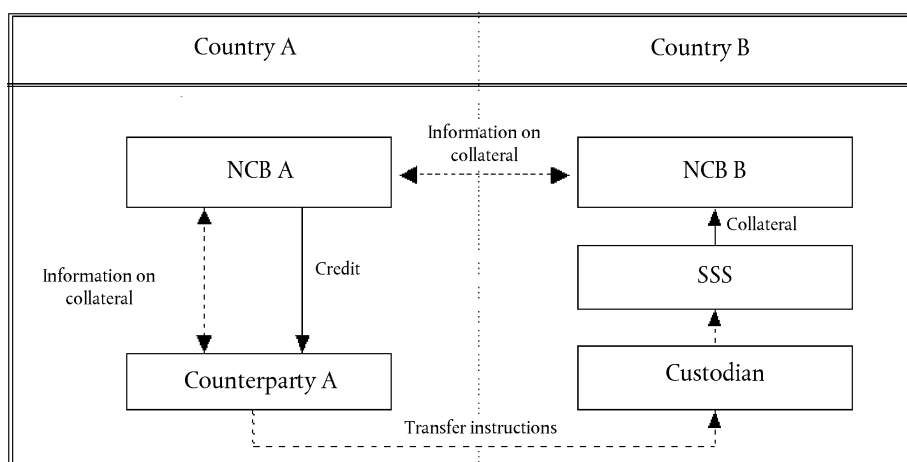 Country A
Country B
Information on
collateral
NCB A
NCB B
Collateral
Information on
collateral
Credit
SSS
Counterparty A
Custodian
Transfer instructions